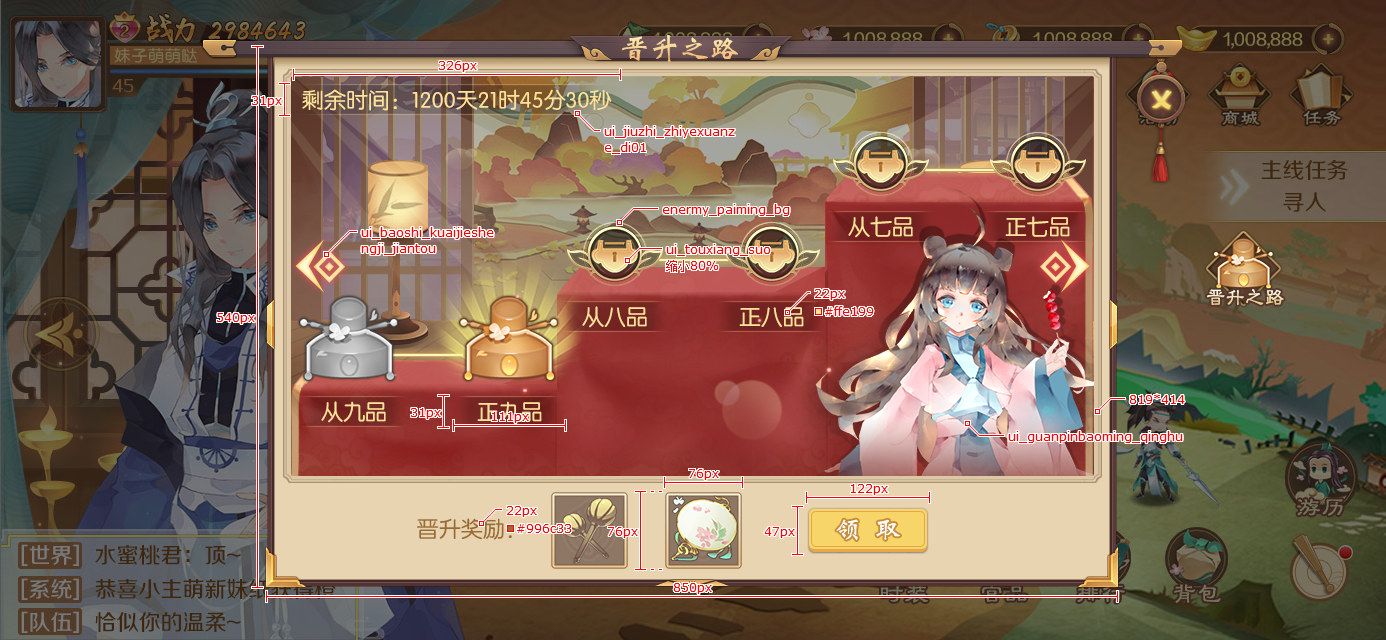 2
战力 2984643
妹子萌萌哒
45
晋升之路
1,008,888
1,008,888
1,008,888
326px
31px
剩余时间：1200天21时45分30秒
ui_jiuzhi_zhiyexuanz
e_di01
商城
任务
主线任务
寻人
晋升之路
enermy_paiming_bg
ui_baoshi_kuaijieshe
ngji_jiantou
ui_touxiang_suo
缩小80%
从七品
正七品
540px
22px
#ffe199
从八品
正八品
从九品
正九品
31px
111px
819*414
ui_guanpinbaoming_qinghu
76px
122px
晋升奖励：
22px
#996c33
76px
47px
领 取
850px
游历
背包
[世界] 水蜜桃君：顶~
[系统] 恭喜小主萌新妹
[队伍] 恰似你的温柔~